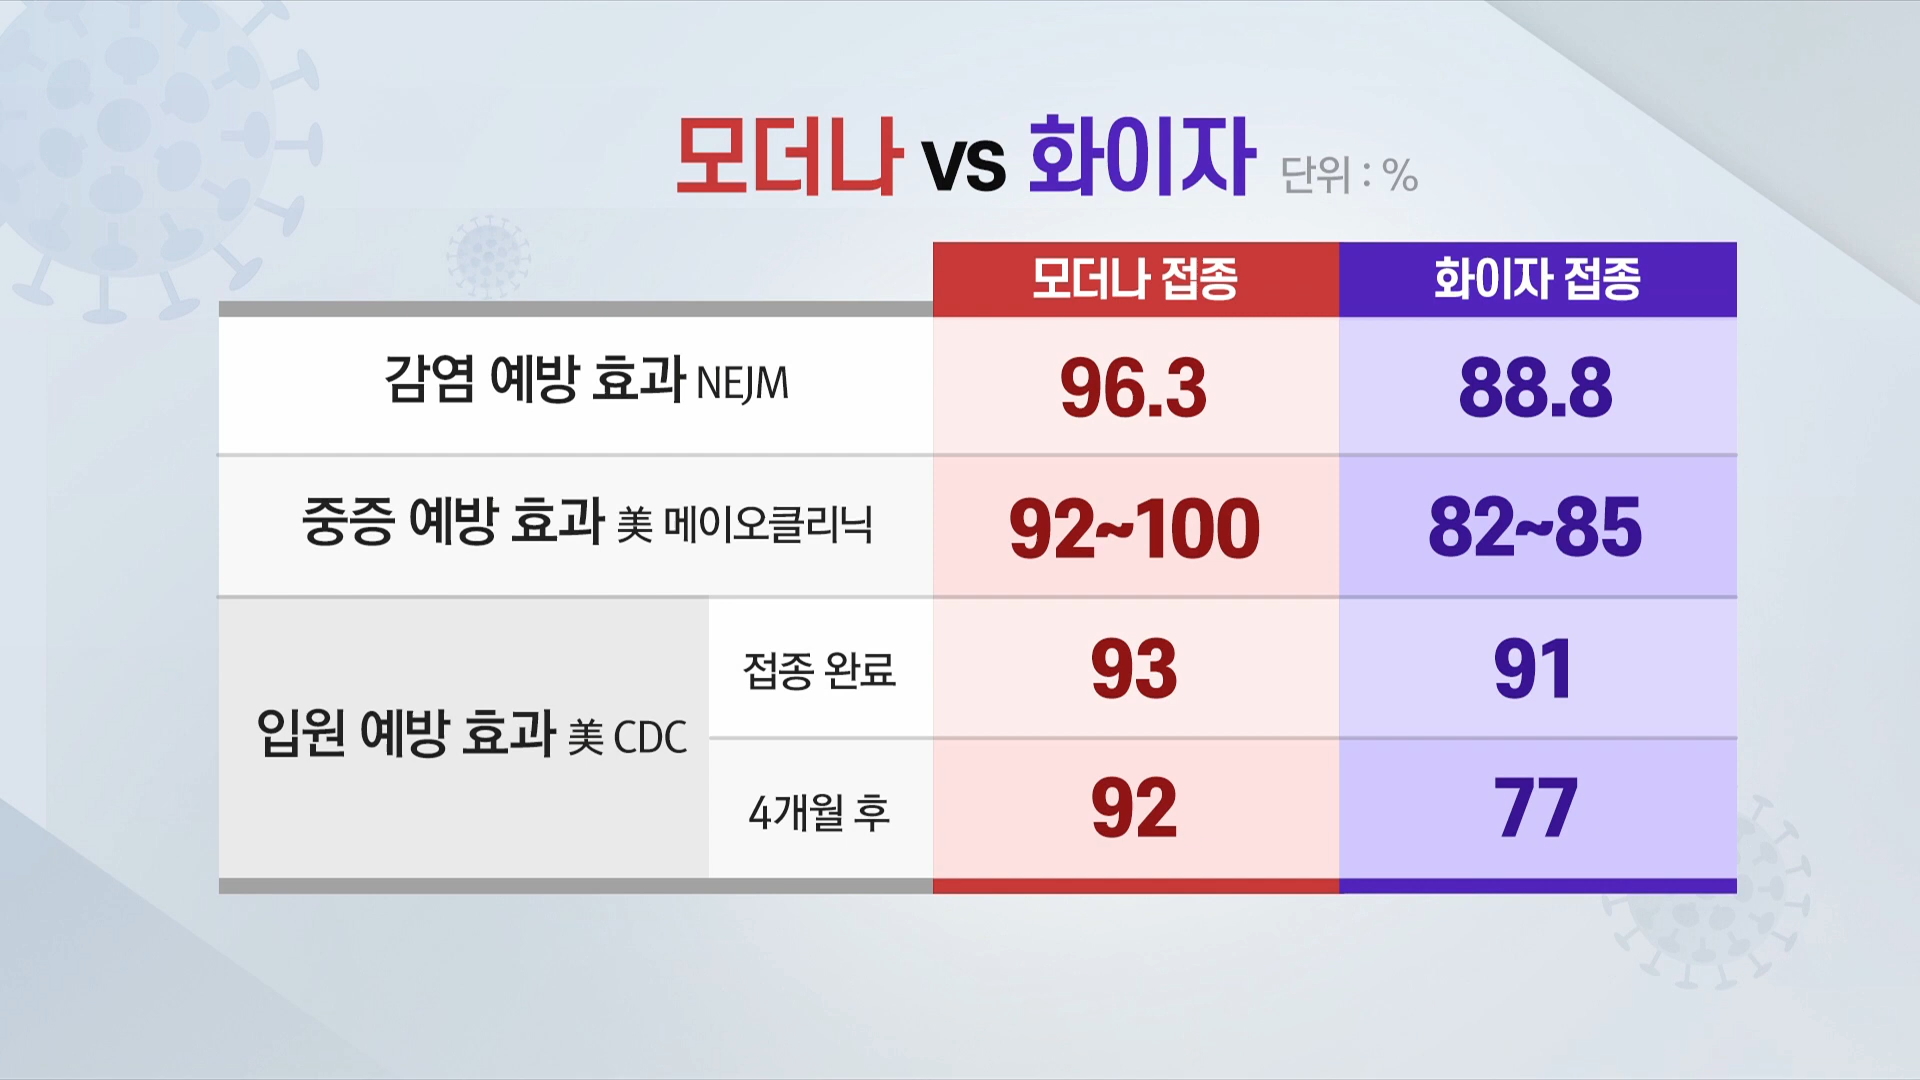 모더나 vs 화이자 단위 : %
모더나 접종 화이자 접종
감염 예방 효과 NEJM 96.3 88.8
중증 예방 효과 美 메이오클리닉 92~100 82~85
입원 예방 효과 美 CDC
접종 완료 93 91
4개월 후 92 77